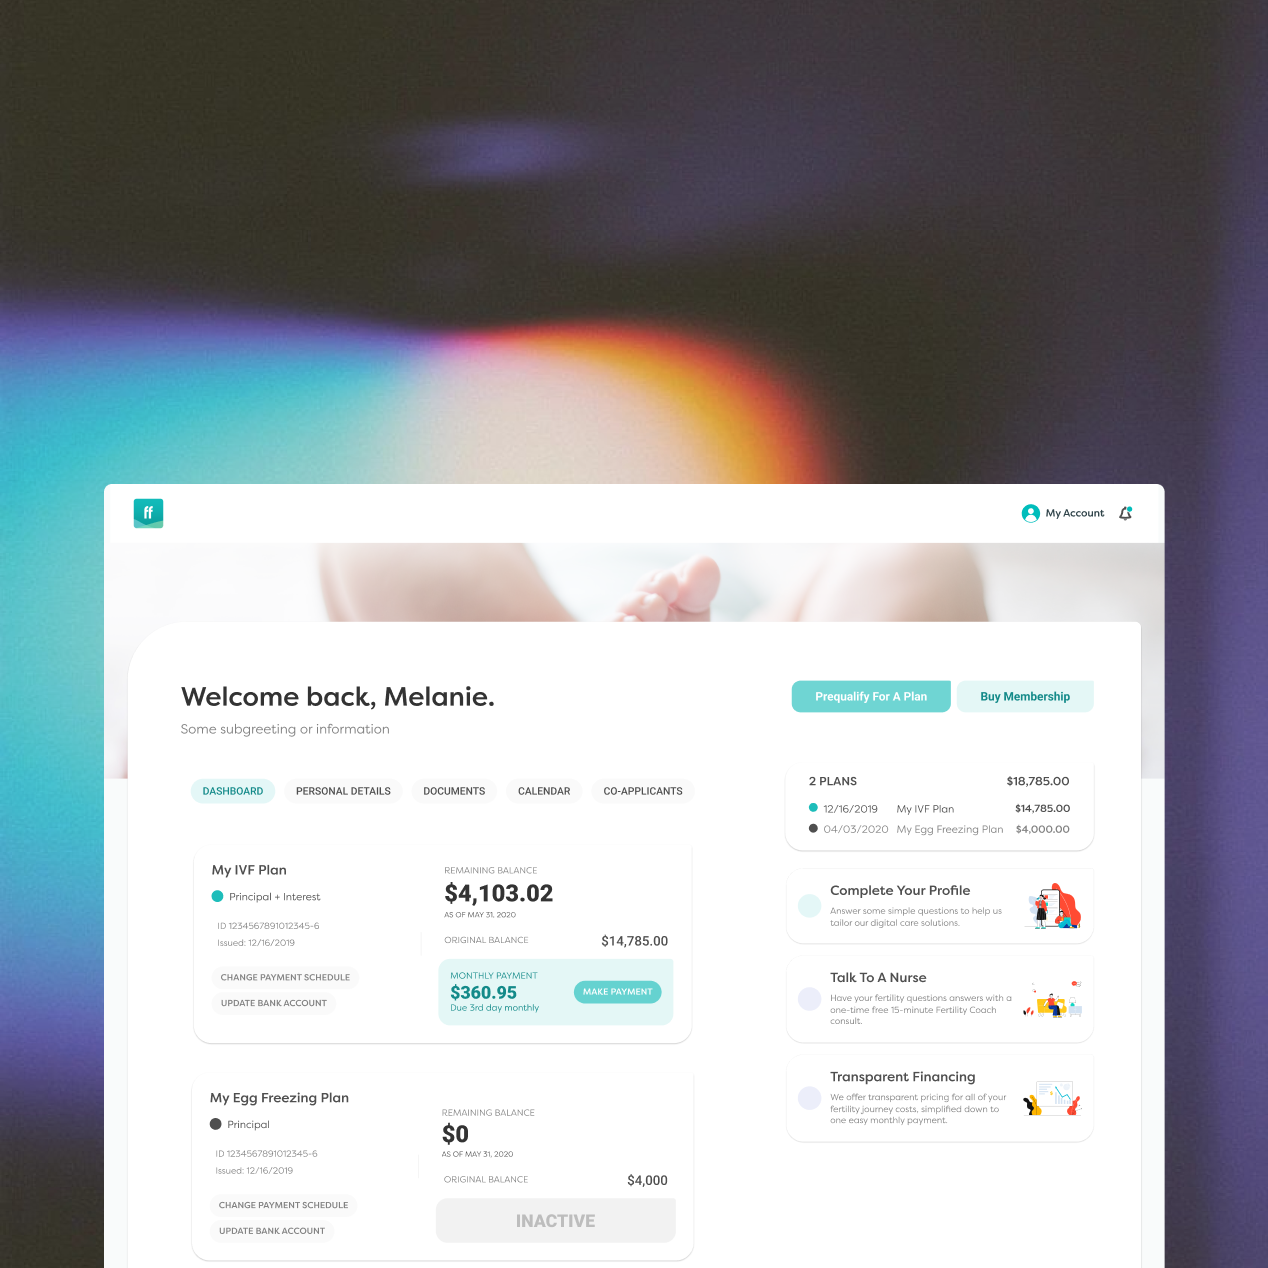 ff
My Account
Welcome back, Melanie.
Some subgreeting or information
Prequalify For A Plan
Buy Membership
DASHBOARD
PERSONAL DETAILS
DOCUMENTS
CALENDAR
CO-APPLICANTS
My IVF Plan
Principal + Interest
ID 1234567891012345-6
Issued: 12/16/2019
CHANGE PAYMENT SCHEDULE
UPDATE BANK ACCOUNT
REMAINING BALANCE
$4,103.02
AS OF MAY 31, 2020
ORIGINAL BALANCE $14,785.00
MONTHLY PAYMENT
$360.95
Due 3rd day monthly
MAKE PAYMENT
My Egg Freezing Plan
Principal
ID 1234567891012345-6
Issued: 12/16/2019
CHANGE PAYMENT SCHEDULE
UPDATE BANK ACCOUNT
REMAINING BALANCE
$0
AS OF MAY 31, 2020
ORIGINAL BALANCE $4,000
INACTIVE
2 PLANS $18,785.00
12/16/2019 My IVF Plan $14,785.00
04/03/2020 My Egg Freezing Plan $4,000.00
Complete Your Profile
Answer some simple questions to help us
tailor our digital care solutions.
Talk To A Nurse
Have your fertility questions answers with a
one-time free 15-minute Fertility Coach
consult.
Transparent Financing
We offer transparent pricing for all of your
fertility journey costs, simplified down to
one easy monthly payment.